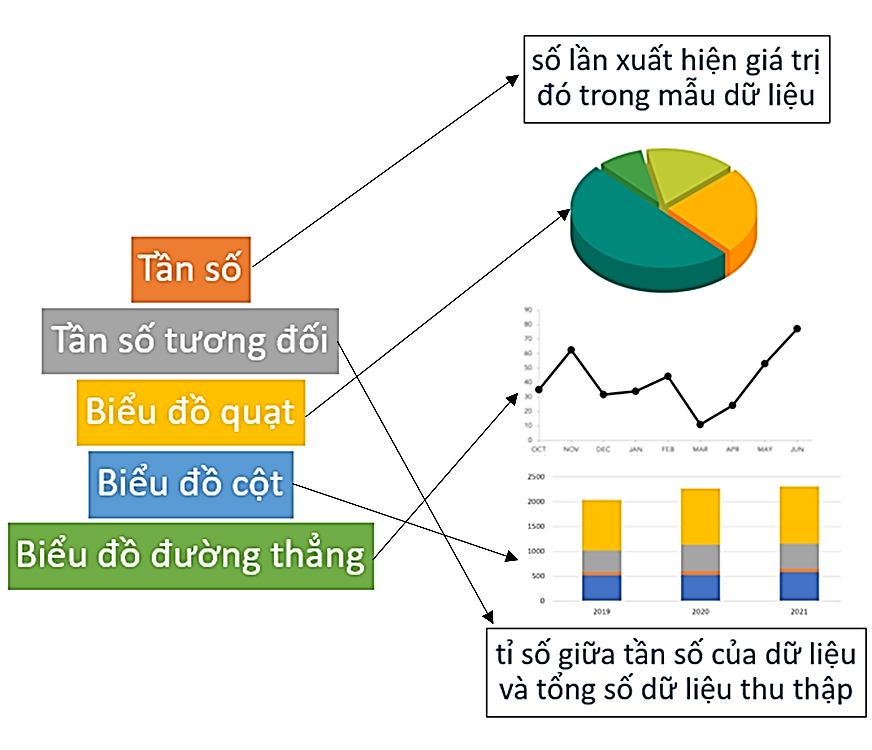 số lần xuất hiện giá trị
đó trong mẫu dữ liệu
Tần số
Tần số tương đối
Biểu đồ quạt
Biểu đồ cột
Biểu đồ đường thẳng
90
80
70
60
50
40
30
20
10
0
OCT NOV DEC JAN FEB MAR APR MAY JUN
2500
2000
1500
1000
500
0
2019 2020 2021
tỉ số giữa tần số của dữ liệu
và tổng số dữ liệu thu thập